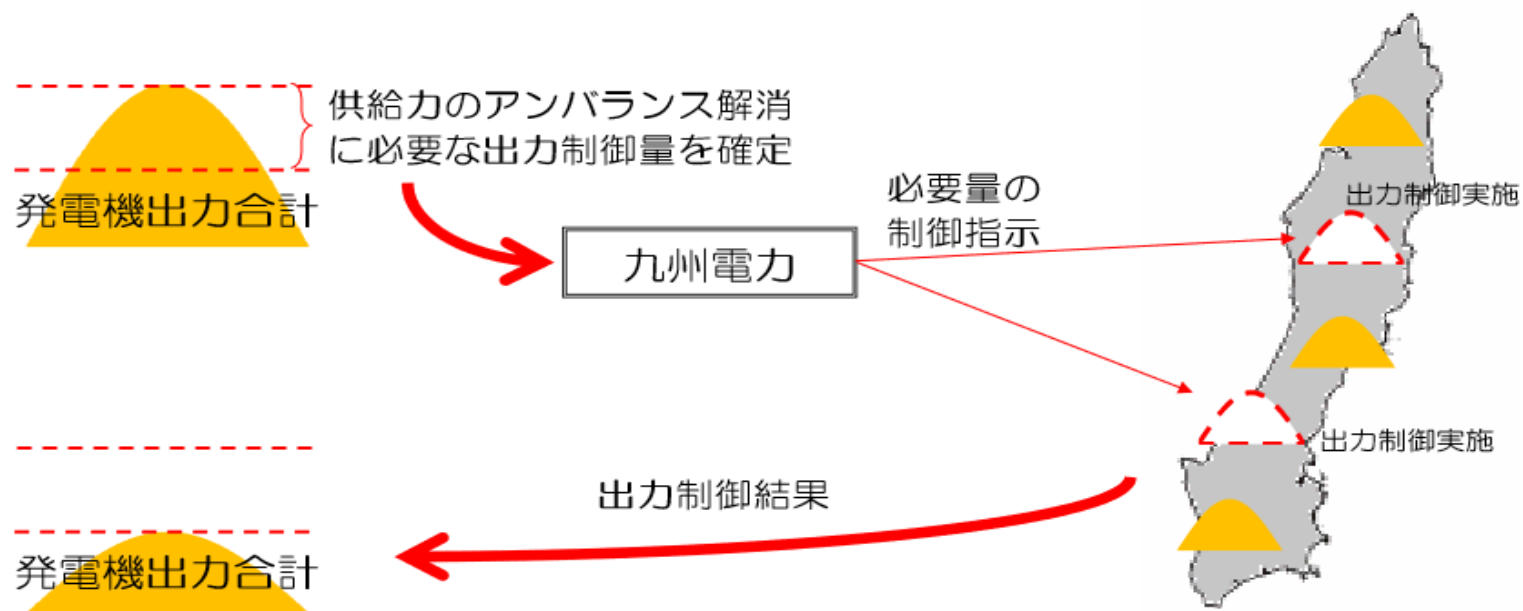 供給力のアンバランス解消
に必要な出力制御量を確定
発電機出力合計
必要量の
制御指示
九州電力
出力制御実施
出力制御実施
出力制御結果
発電機出力合計